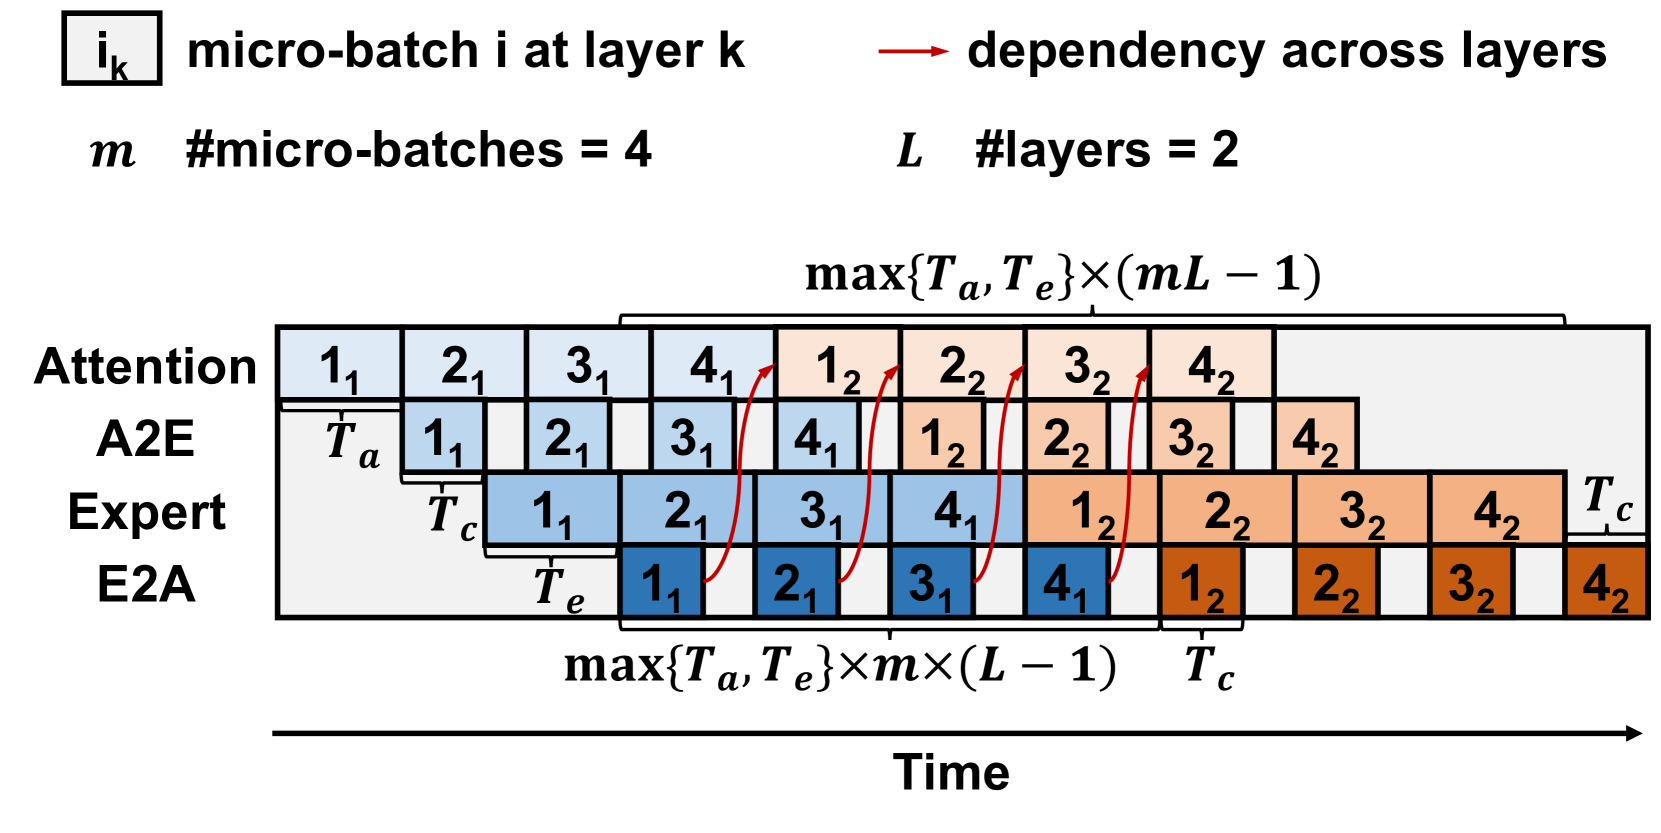 i_k micro-batch i at layer k dependency across layers
m #micro-batches = 4 L #layers = 2
max{T_a, T_e}×(mL − 1)
Attention 1_1 2_1 3_1 4_1 1_2 2_2 3_2 4_2
T_a
A2E 1_1 2_1 3_1 4_1 1_2 2_2 3_2 4_2
T_c
Expert 1_1 2_1 3_1 4_1 1_2 2_2 3_2 4_2
T_c
T_e
E2A 1_1 2_1 3_1 4_1 1_2 2_2 3_2 4_2
max{T_a, T_e}×m×(L − 1) T_c
Time